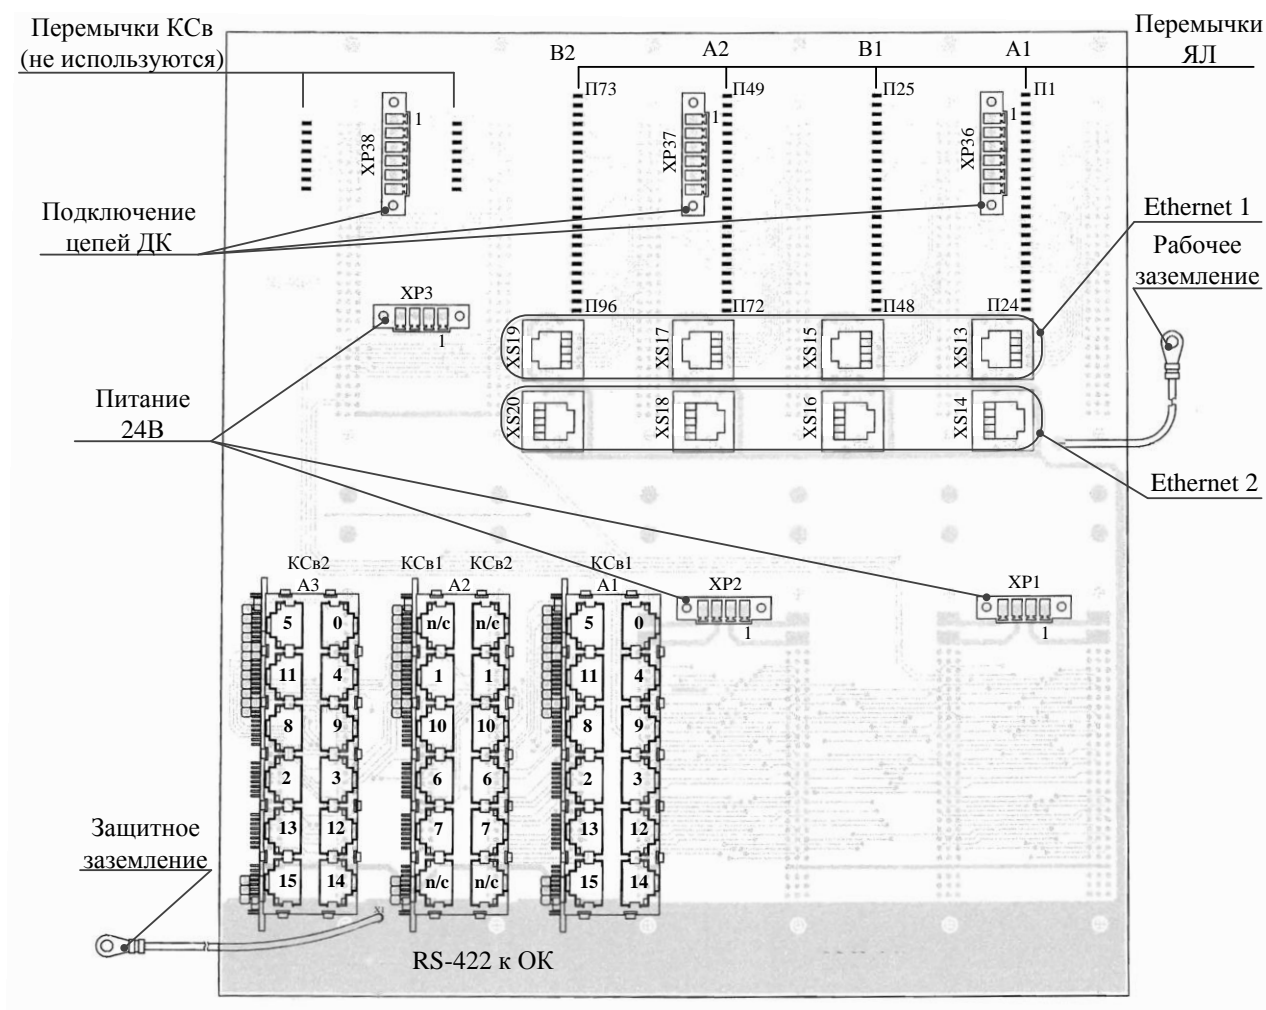 Перемычки КСв
(не используются)
B2
A2
B1
A1
Перемычки
ЯЛ
П73
П49
П25
П1
1
1
1
XP38
XP37
XP36
Подключение
цепей ДК
Ethernet 1
Рабочее
заземление
XP3
1
П96
П72
П48
П24
XS19
XS17
XS15
XS13
Питание
24В
XS20
XS18
XS16
XS14
Ethernet 2
КСв2
A3
КСв1
A2
КСв2
КСв1
A1
XP2
1
XP1
1
5 0
n/c n/c
5 0
11 4
1 1
11 4
8 9
10 10
8 9
2 3
6 6
2 3
13 12
7 7
13 12
15 14
n/c n/c
15 14
Защитное
заземление
X1
RS-422 к ОК